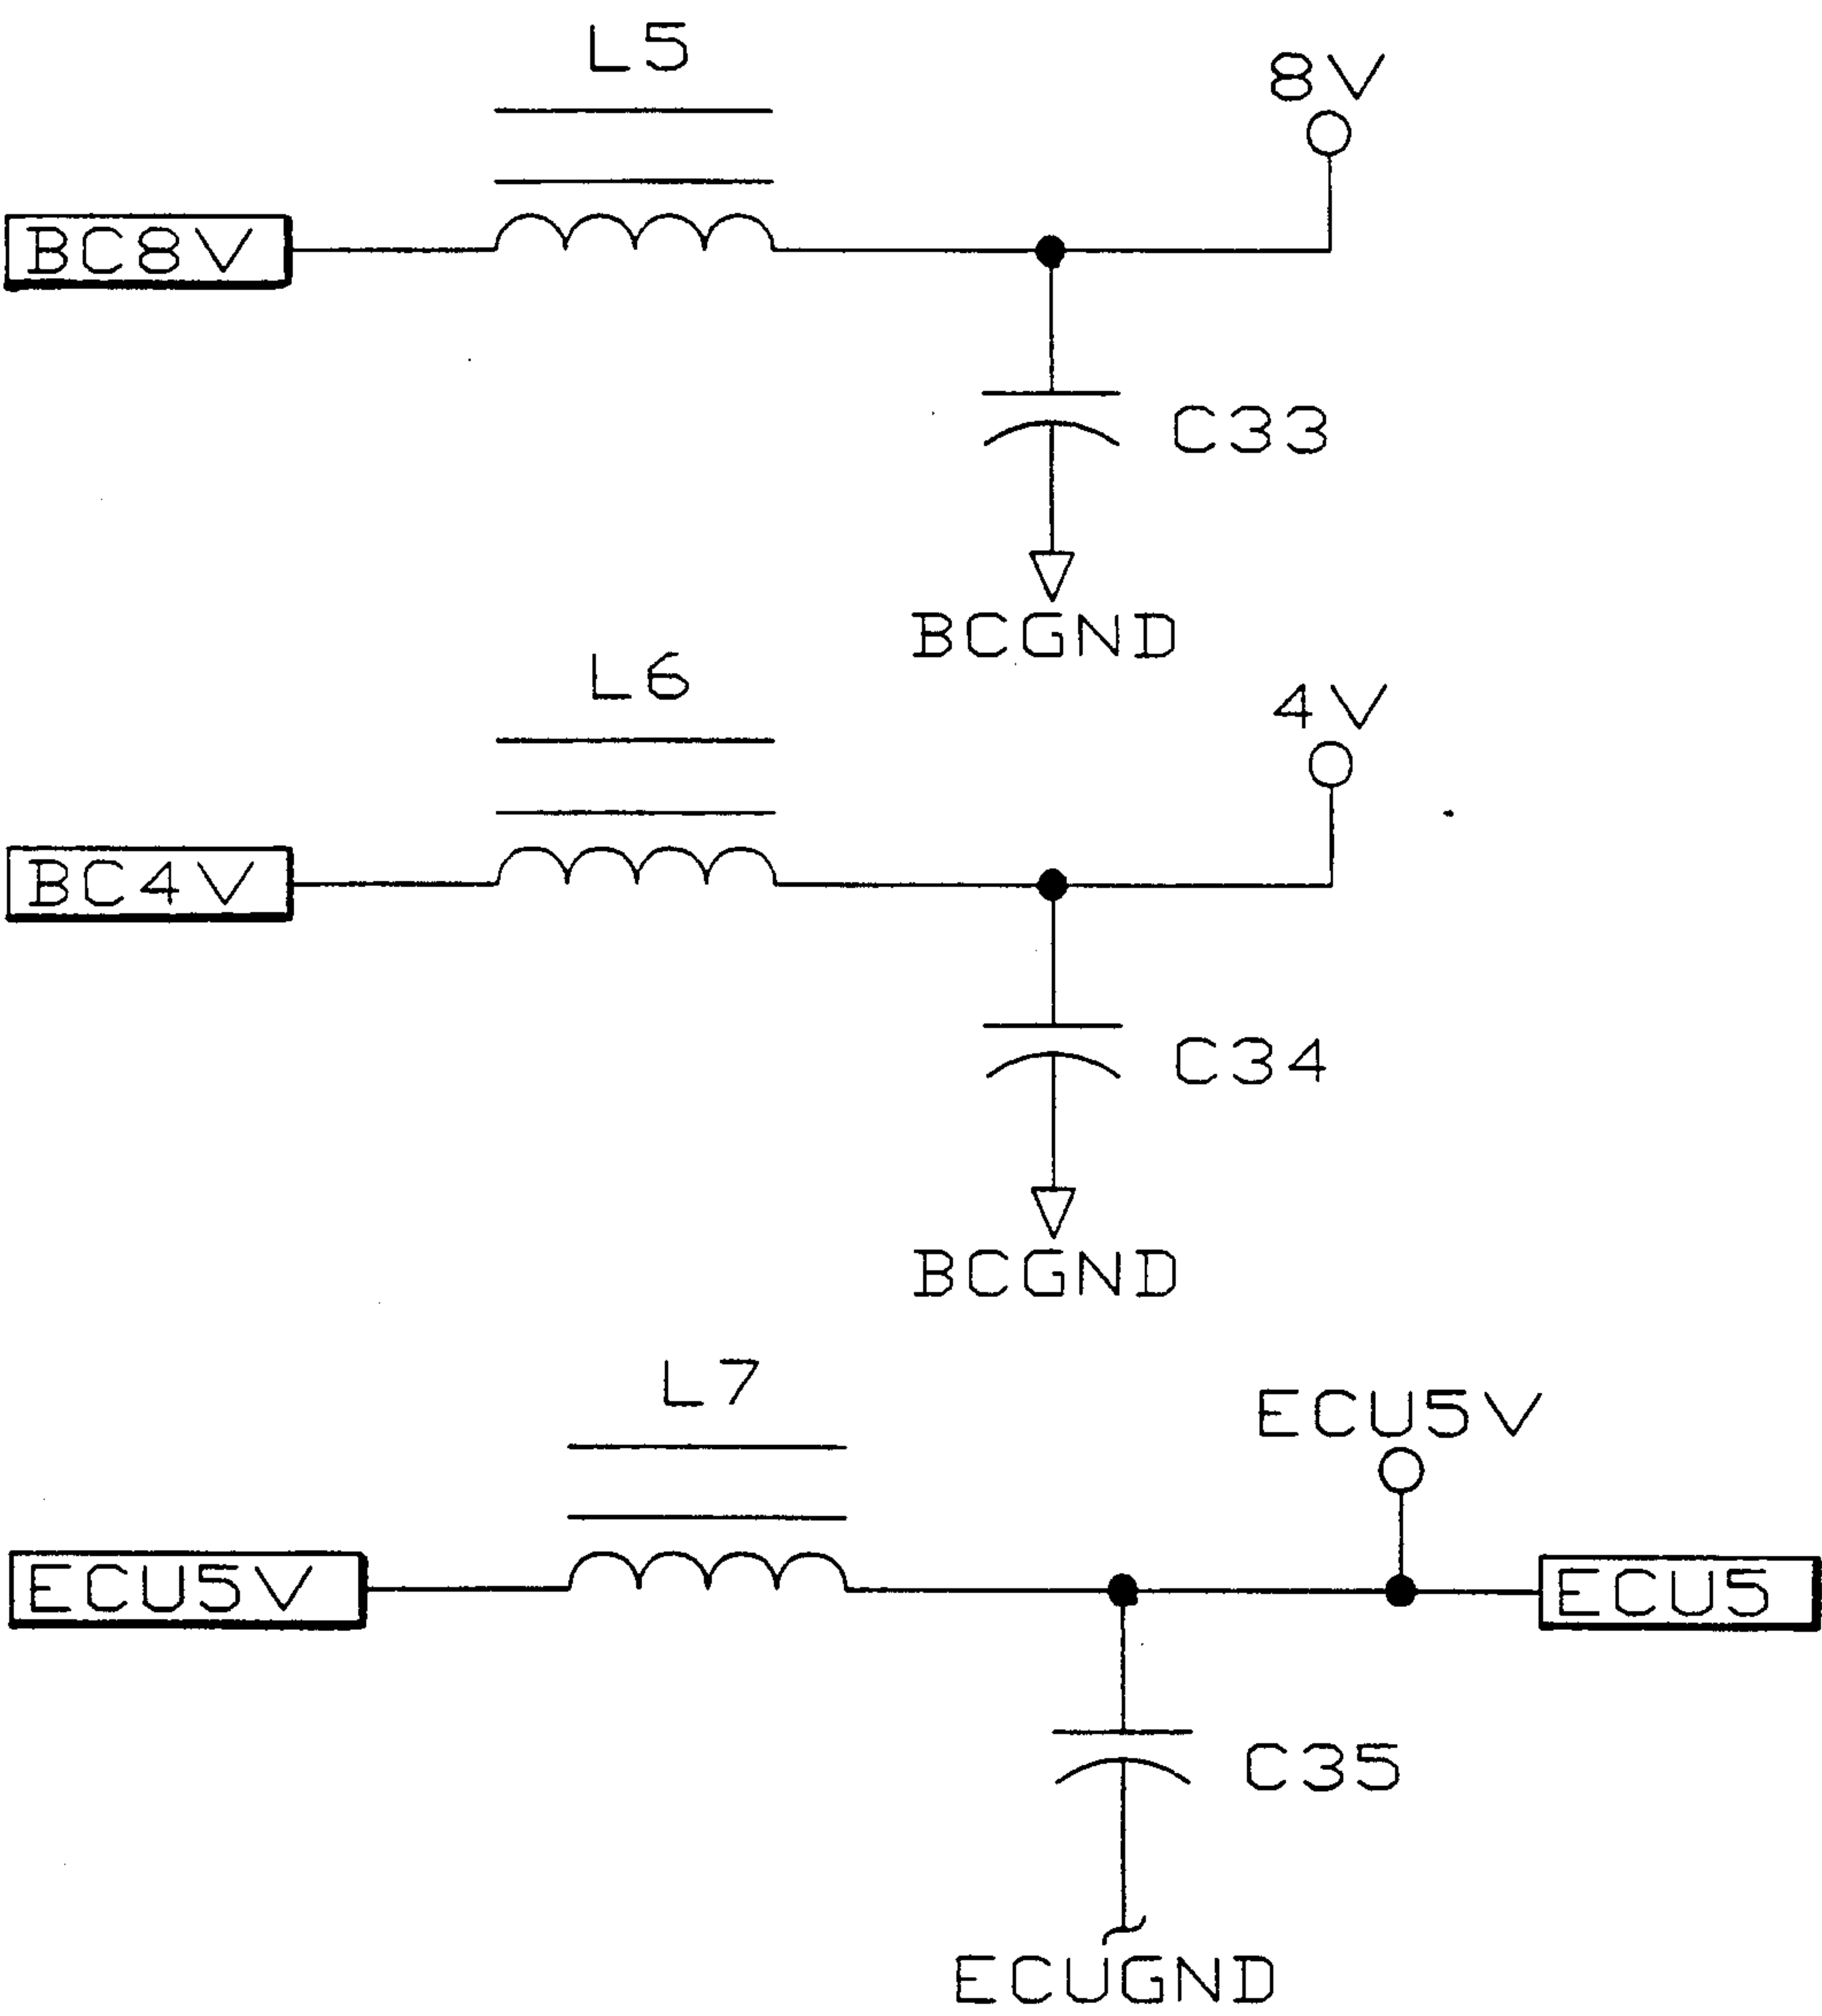 L5
8V
BC8V
C33
BCGND
L6
4V
BC4V
C34
BCGND
L7
ECU5V
ECU5V
ECU5
C35
ECUGND